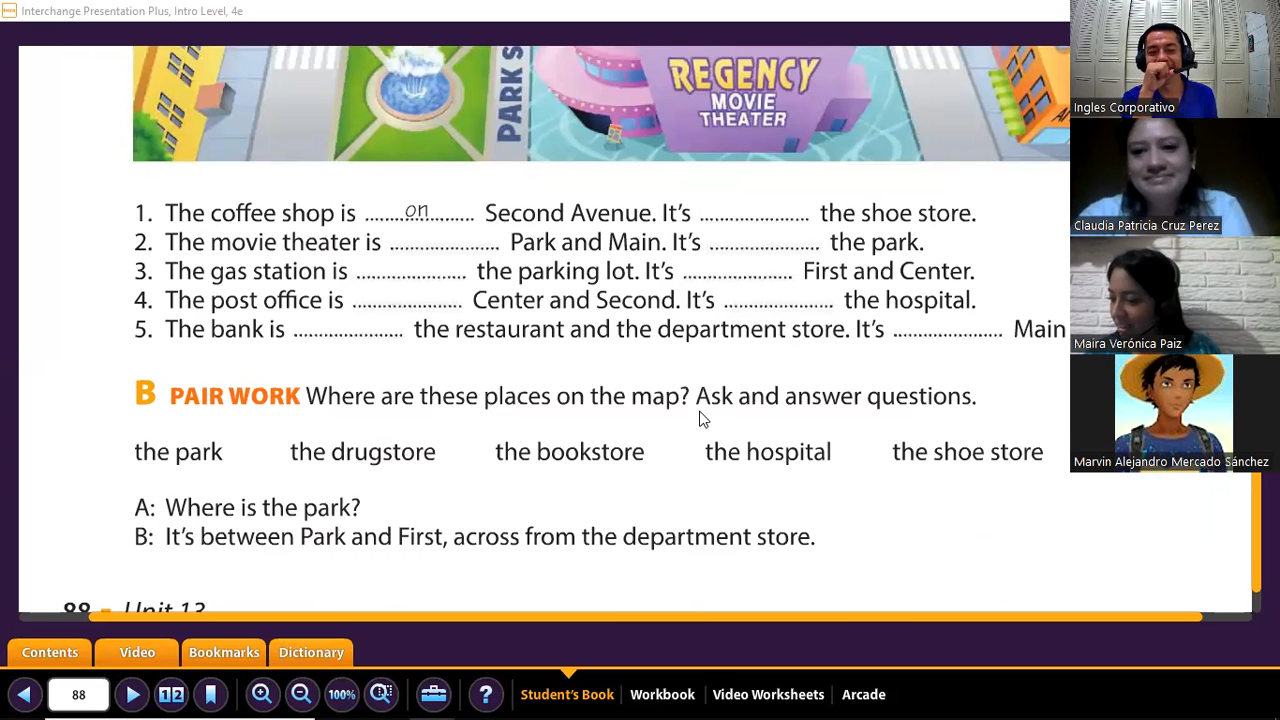 Interchange Presentation Plus, Intro Level, 4e
PARK S
REGENCY
MOVIE
THEATER
Ingles Corporativo
Claudia Patricia Cruz Perez
Maira Verónica Paiz
Marvin Alejandro Mercado Sánchez
1. The coffee shop is ........on........ Second Avenue. It's ...................... the shoe store.
2. The movie theater is ...................... Park and Main. It's ...................... the park.
3. The gas station is ...................... the parking lot. It's ...................... First and Center.
4. The post office is ...................... Center and Second. It's ...................... the hospital.
5. The bank is ...................... the restaurant and the department store. It's ...................... Main
B PAIR WORK Where are these places on the map? Ask and answer questions.
the park the drugstore the bookstore the hospital the shoe store
A: Where is the park?
B: It's between Park and First, across from the department store.
88 Unit 13
Contents Video Bookmarks Dictionary
88 1 2 100% ? Student's Book Workbook Video Worksheets Arcade